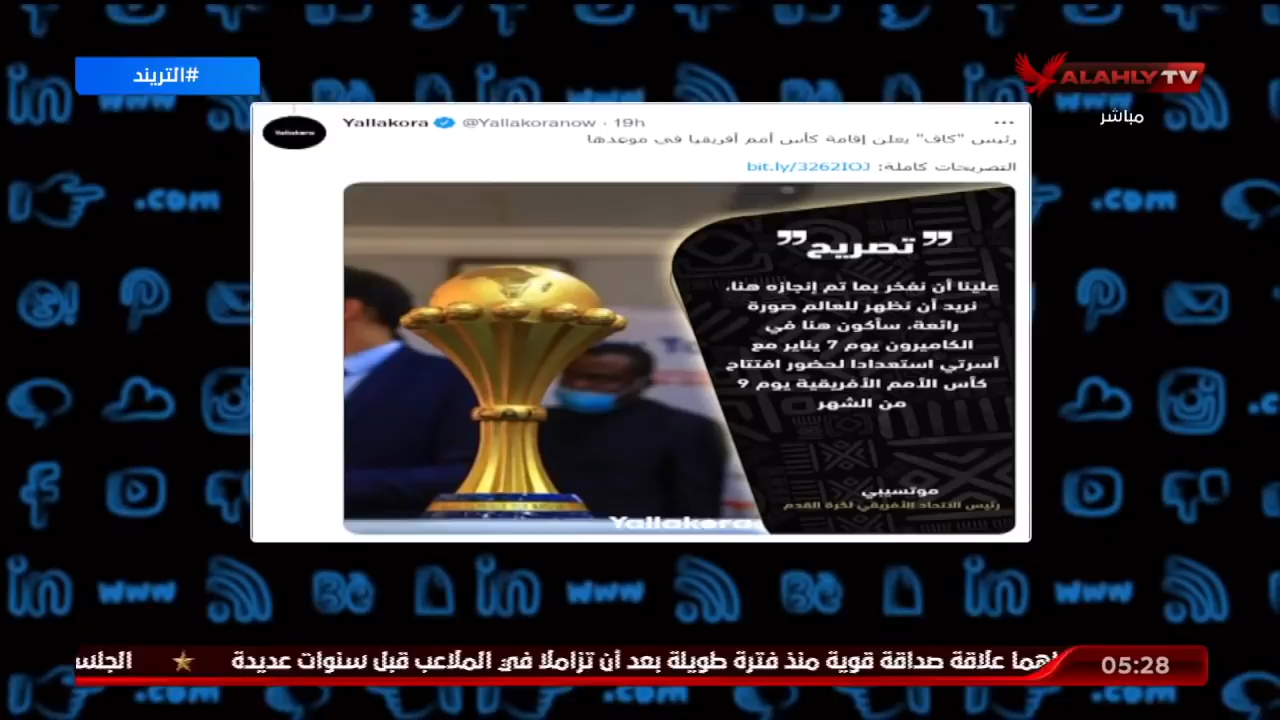 #التريند
ALAHLY TV
مباشر
Yallakora @Yallakoranow · 19h
رئيس "كاف" يعلن إقامة كأس أمم أفريقيا في موعدها
التصريحات كاملة: bit.ly/3262IOJ
” تصريح ”
علينا أن نفخر بما تم إنجازه هنا،
نريد أن نظهر للعالم صورة
رائعة، سأكون هنا في
الكاميرون يوم 7 يناير مع
أسرتي استعدادا لحضور افتتاح
كأس الأمم الأفريقية يوم 9
من الشهر
موتسيبي
رئيس الاتحاد الأفريقي لكرة القدم
Yallakora
علاقة صداقة قوية منذ فترة طويلة بعد أن تزاملا في الملاعب قبل سنوات عديدة
05:28